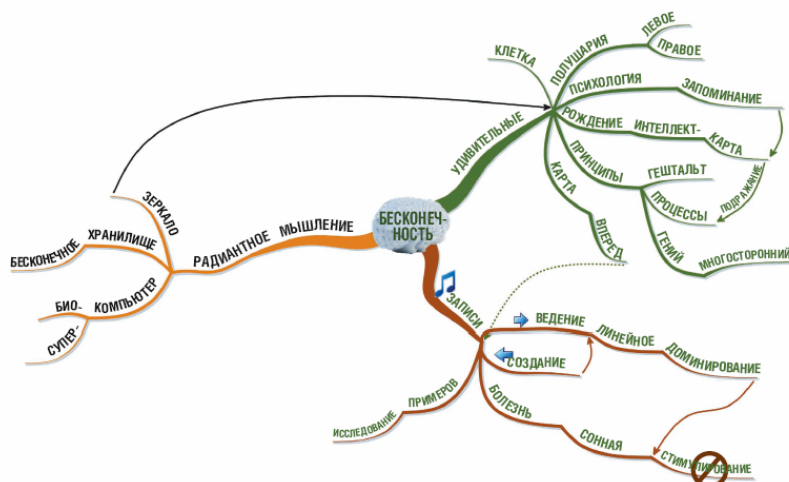 БЕСКОНЕЧ-
НОСТЬ
УДИВИТЕЛЬНЫЕ
КЛЕТКА
ПОЛУШАРИЯ
ЛЕВОЕ
ПРАВОЕ
ПСИХОЛОГИЯ
ЗАПОМИНАНИЕ
РОЖДЕНИЕ
ИНТЕЛЛЕКТ-
КАРТА
ПОДРАЖАНИЕ
ПРИНЦИПЫ
ГЕШТАЛЬТ
ПРОЦЕССЫ
ГЕНИЙ
МНОГОСТОРОННИЙ
КАРТА
ВПЕРЕД
ЗАПИСИ
ВЕДЕНИЕ
ЛИНЕЙНОЕ
ДОМИНИРОВАНИЕ
СОЗДАНИЕ
БОЛЕЗНЬ
СОННАЯ
СТИМУЛИРОВАНИЕ
ПРИМЕРОВ
ИССЛЕДОВАНИЕ
РАДИАНТНОЕ МЫШЛЕНИЕ
ЗЕРКАЛО
ХРАНИЛИЩЕ
БЕСКОНЕЧНОЕ
КОМПЬЮТЕР
БИО-
СУПЕР-